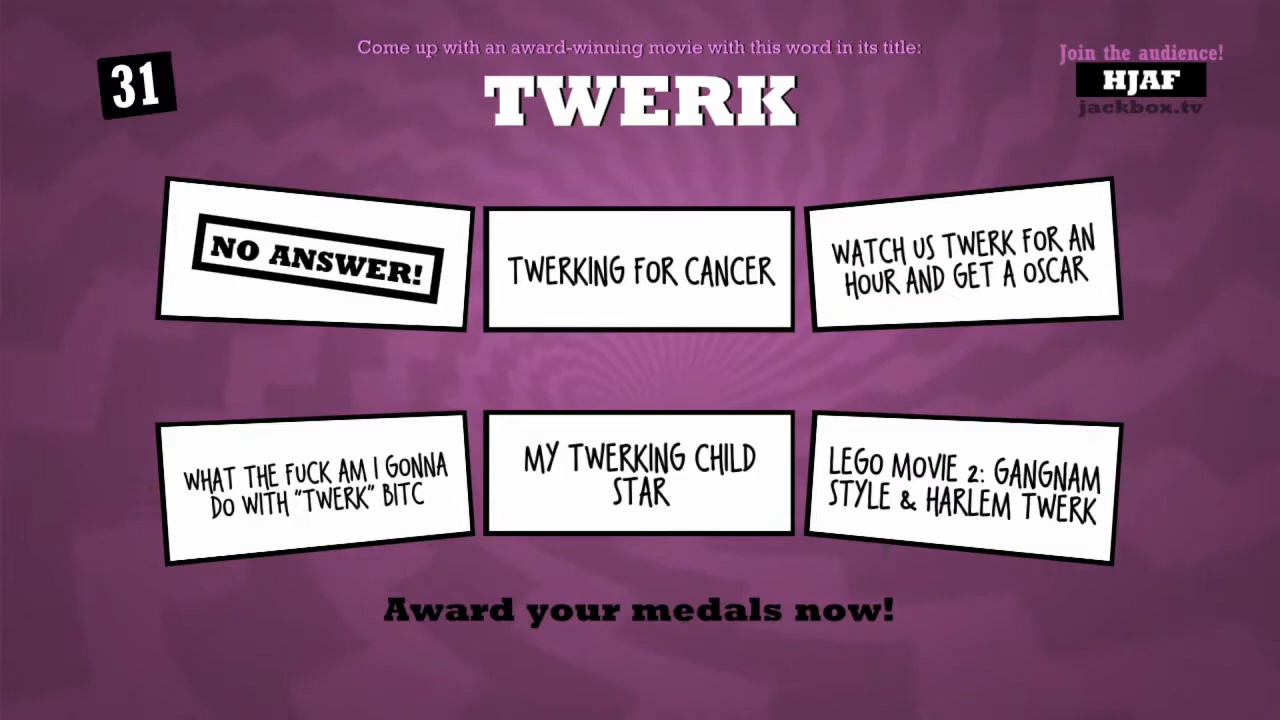 Come up with an award-winning movie with this word in its title:
31
TWERK
Join the audience!
HJAF
jackbox.tv
NO ANSWER!
TWERKING FOR CANCER
WATCH US TWERK FOR AN
HOUR AND GET A OSCAR
WHAT THE FUCK AM I GONNA
DO WITH "TWERK" BITC
MY TWERKING CHILD
STAR
LEGO MOVIE 2: GANGNAM
STYLE & HARLEM TWERK
Award your medals now!